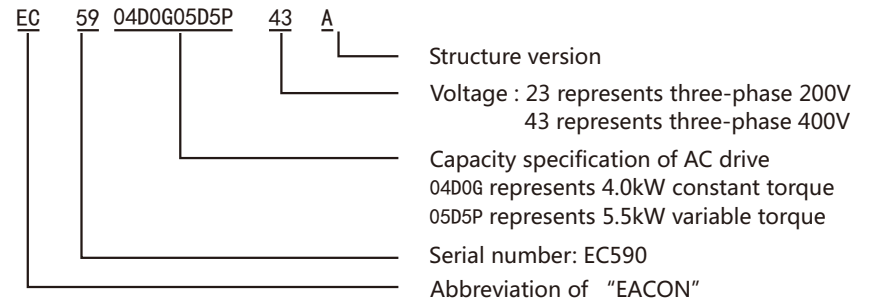 EC 59 04D0G05D5P 43 A
Structure version
Voltage : 23 represents three-phase 200V
43 represents three-phase 400V
Capacity specification of AC drive
04D0G represents 4.0kW constant torque
05D5P represents 5.5kW variable torque
Serial number: EC590
Abbreviation of “EACON”